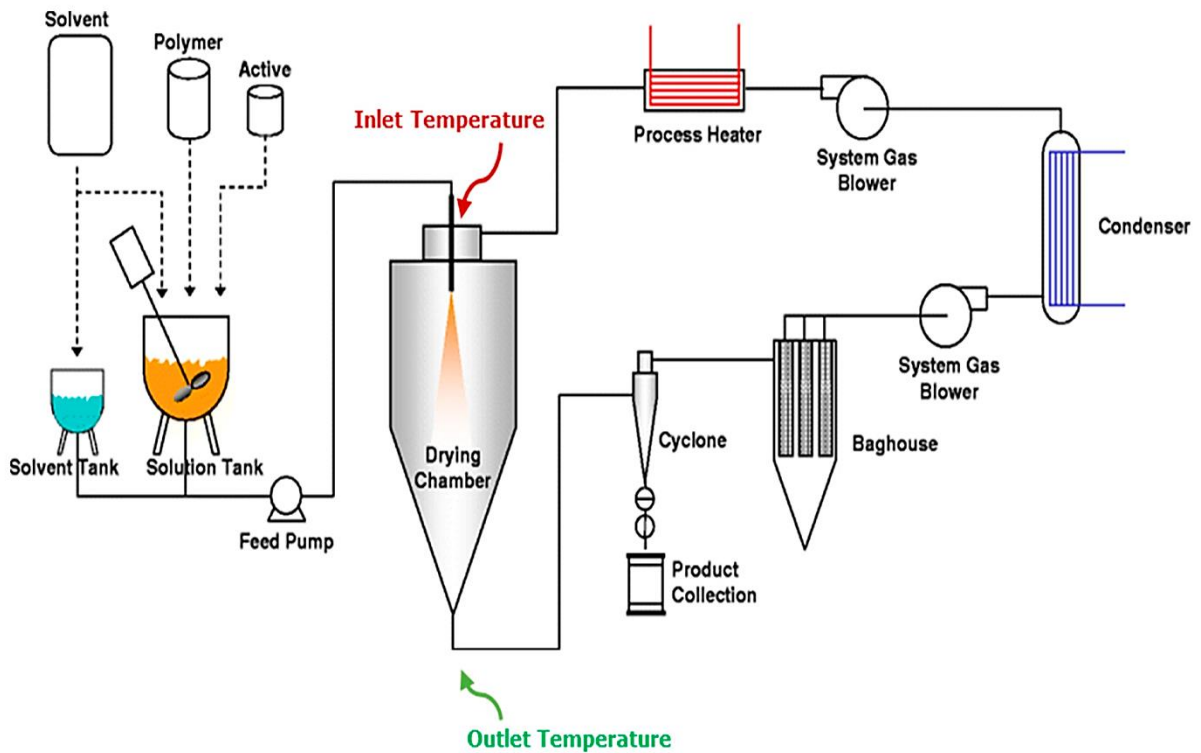 Solvent
Polymer
Active
Inlet Temperature
Process Heater
System Gas
Blower
Condenser
System Gas
Blower
Solvent Tank
Solution Tank
Feed Pump
Drying
Chamber
Cyclone
Baghouse
Product
Collection
Outlet Temperature